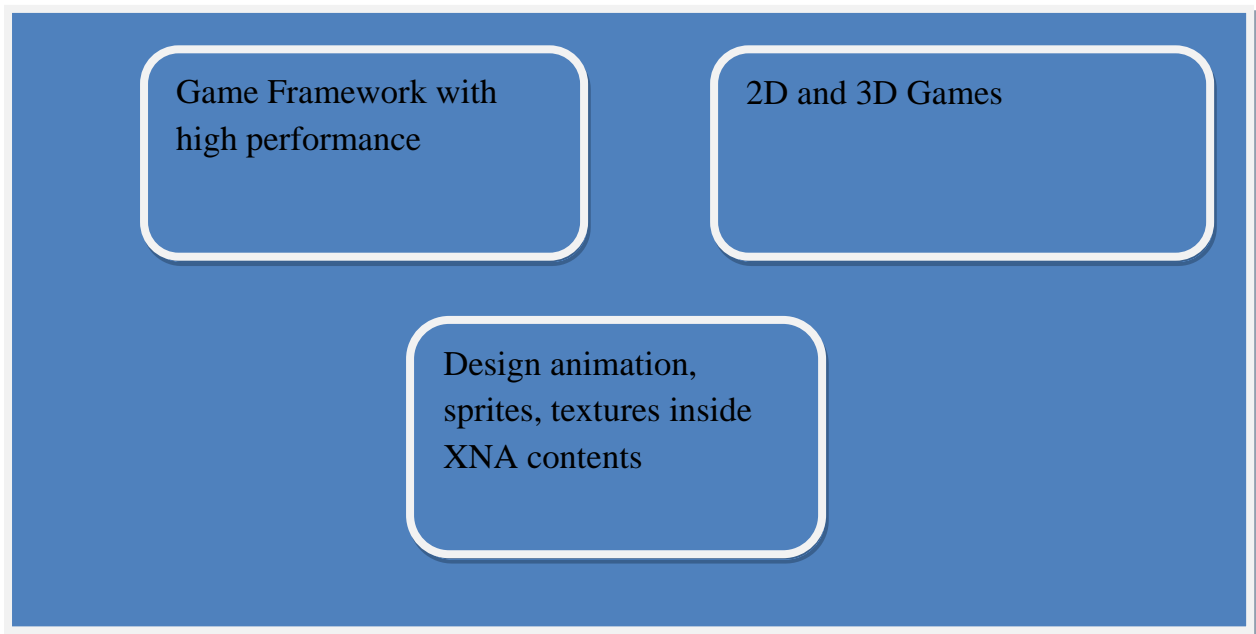 Game Framework with
high performance
2D and 3D Games
Design animation,
sprites, textures inside
XNA contents